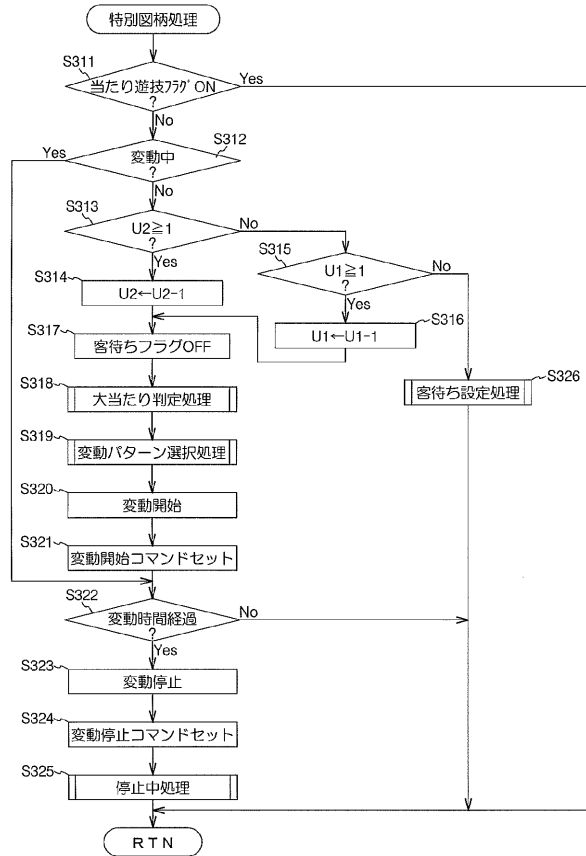 特別図柄処理
S311
当たり遊技フラグON
?
Yes
No
S312
変動中
?
Yes
No
S313
U2≧1
?
No
Yes
S315
U1≧1
?
No
Yes
S314
U2←U2-1
S316
U1←U1-1
S317
客待ちフラグOFF
S326
客待ち設定処理
S318
大当たり判定処理
S319
変動パターン選択処理
S320
変動開始
S321
変動開始コマンドセット
S322
変動時間経過
?
No
Yes
S323
変動停止
S324
変動停止コマンドセット
S325
停止中処理
RTN